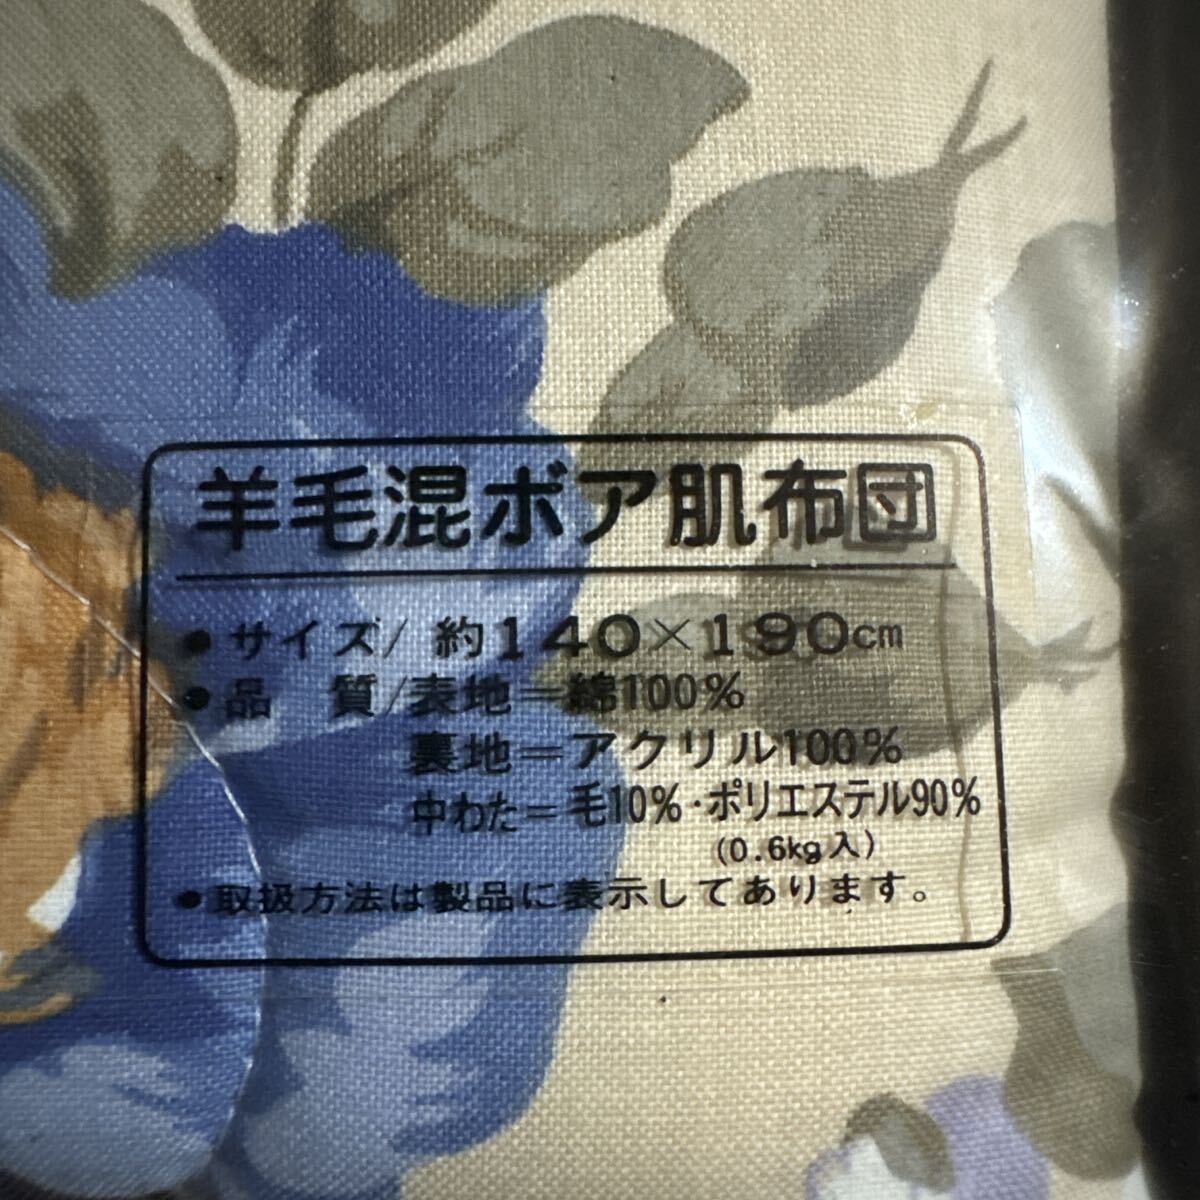 羊毛混ボア肌布団
●サイズ/約140×190cm
●品　質/表地＝綿100%
裏地＝アクリル100%
中わた＝毛10%・ポリエステル90%
(0.6kg入)
●取扱方法は製品に表示してあります。